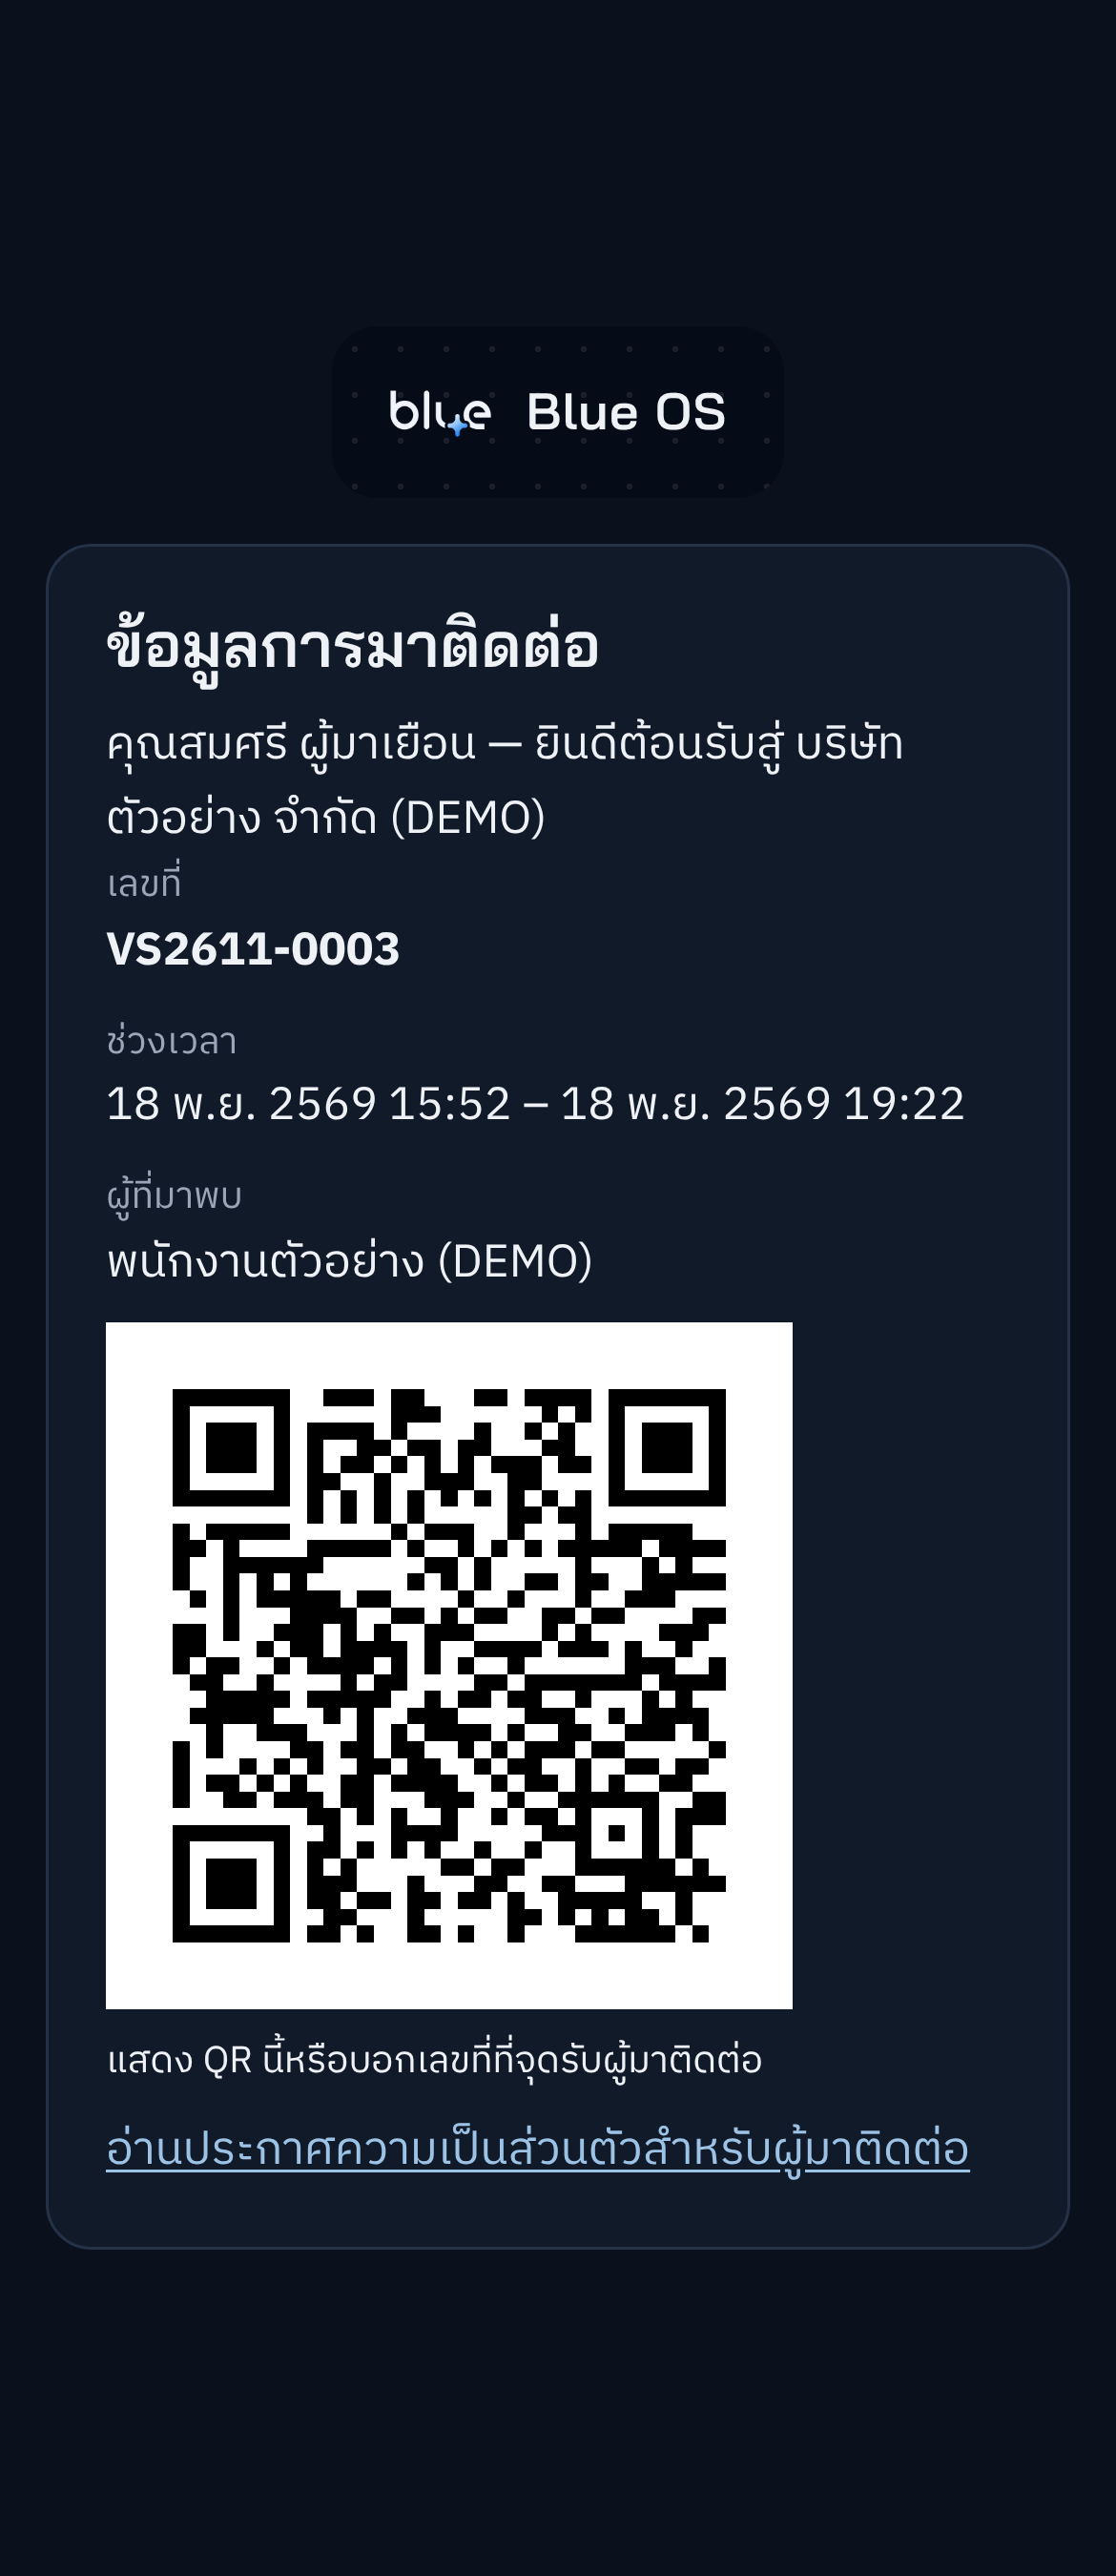 blue Blue OS
ข้อมูลการมาติดต่อ
คุณสมศรี ผู้มาเยือน — ยินดีต้อนรับสู่ บริษัท
ตัวอย่าง จำกัด (DEMO)
เลขที่
VS2611-0003
ช่วงเวลา
18 พ.ย. 2569 15:52 – 18 พ.ย. 2569 19:22
ผู้ที่มาพบ
พนักงานตัวอย่าง (DEMO)
แสดง QR นี้หรือบอกเลขที่ที่จุดรับผู้มาติดต่อ
อ่านประกาศความเป็นส่วนตัวสำหรับผู้มาติดต่อ